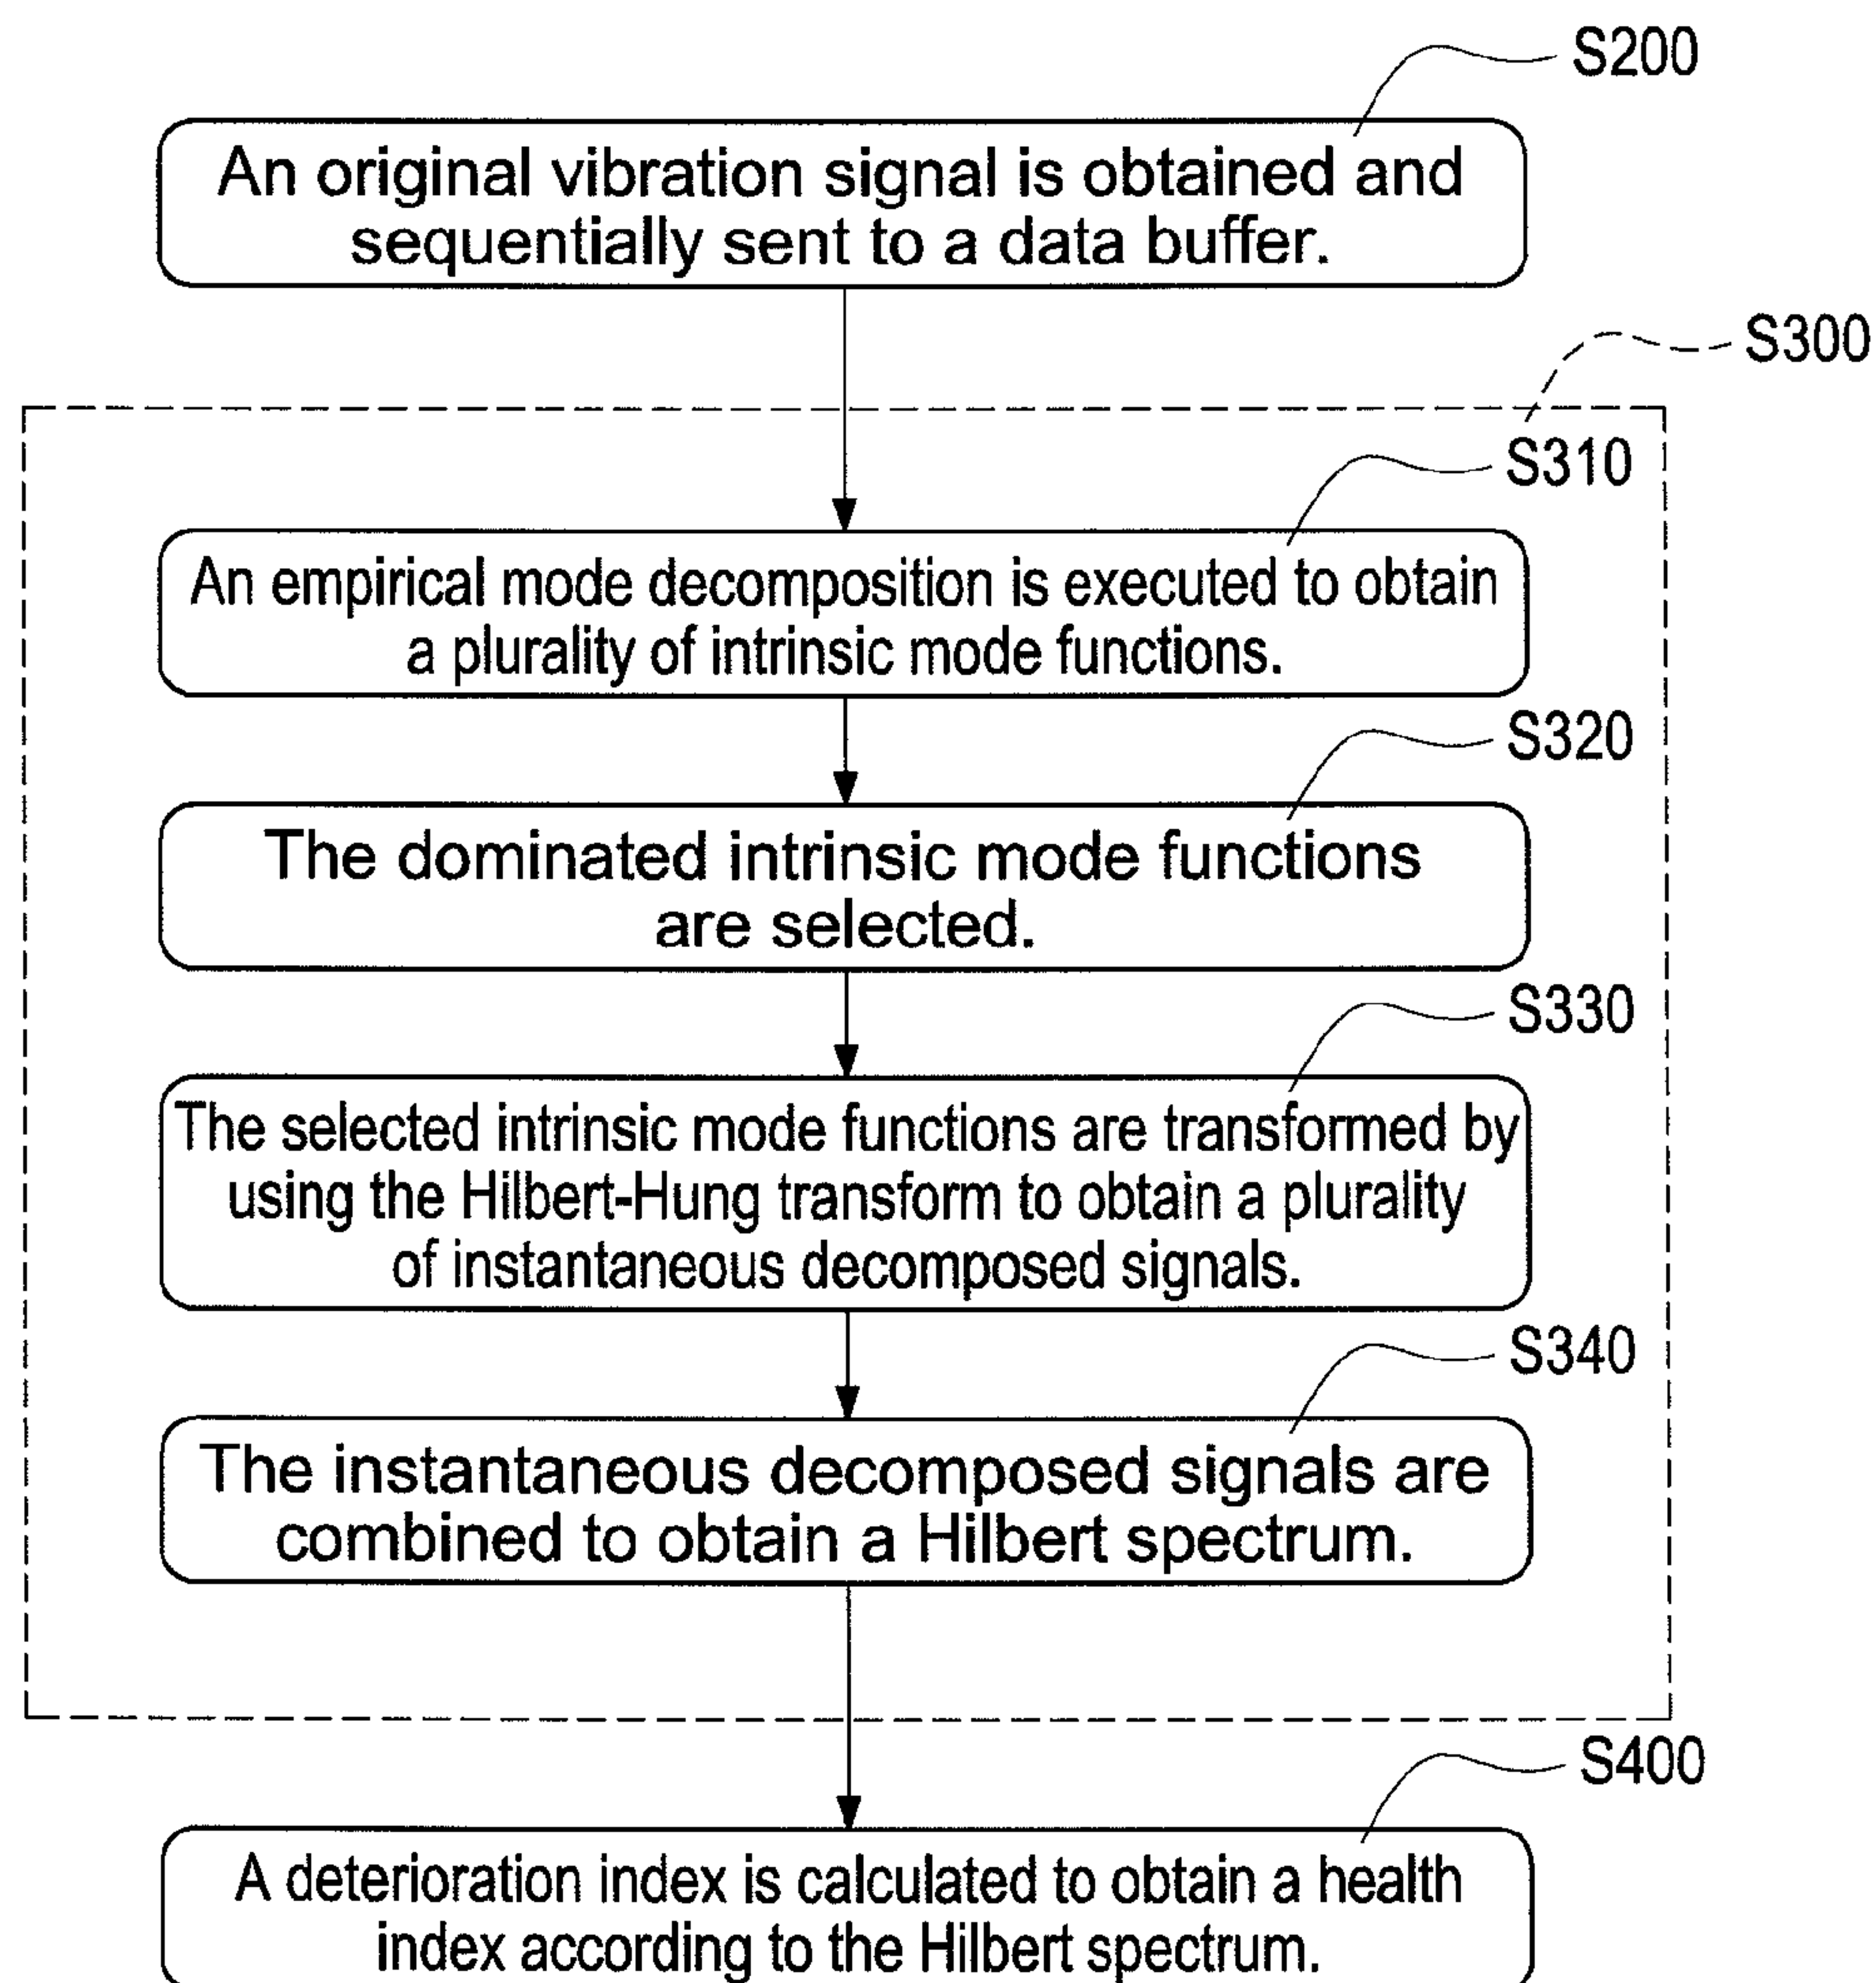 S200
An original vibration signal is obtained and
sequentially sent to a data buffer.
S300
S310
An empirical mode decomposition is executed to obtain
a plurality of intrinsic mode functions.
S320
The dominated intrinsic mode functions
are selected.
S330
The selected intrinsic mode functions are transformed by
using the Hilbert-Hung transform to obtain a plurality
of instantaneous decomposed signals.
S340
The instantaneous decomposed signals are
combined to obtain a Hilbert spectrum.
S400
A deterioration index is calculated to obtain a health
index according to the Hilbert spectrum.